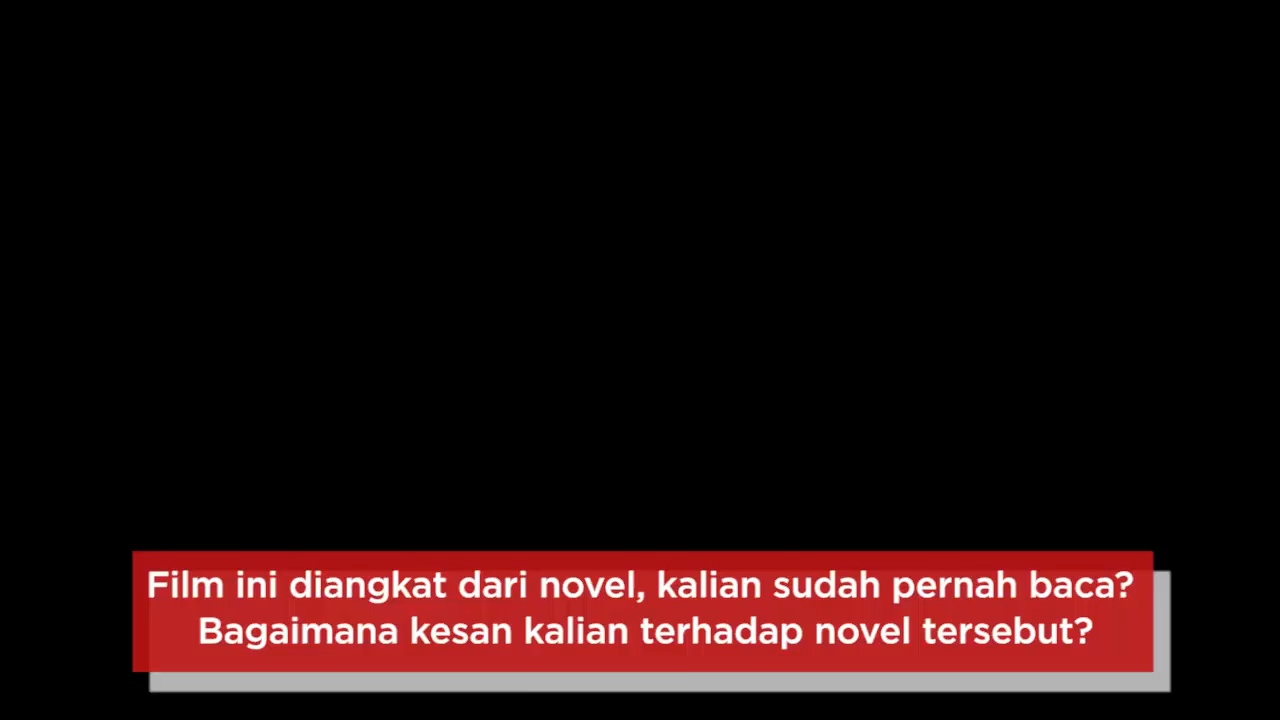 Film ini diangkat dari novel, kalian sudah pernah baca?
Bagaimana kesan kalian terhadap novel tersebut?